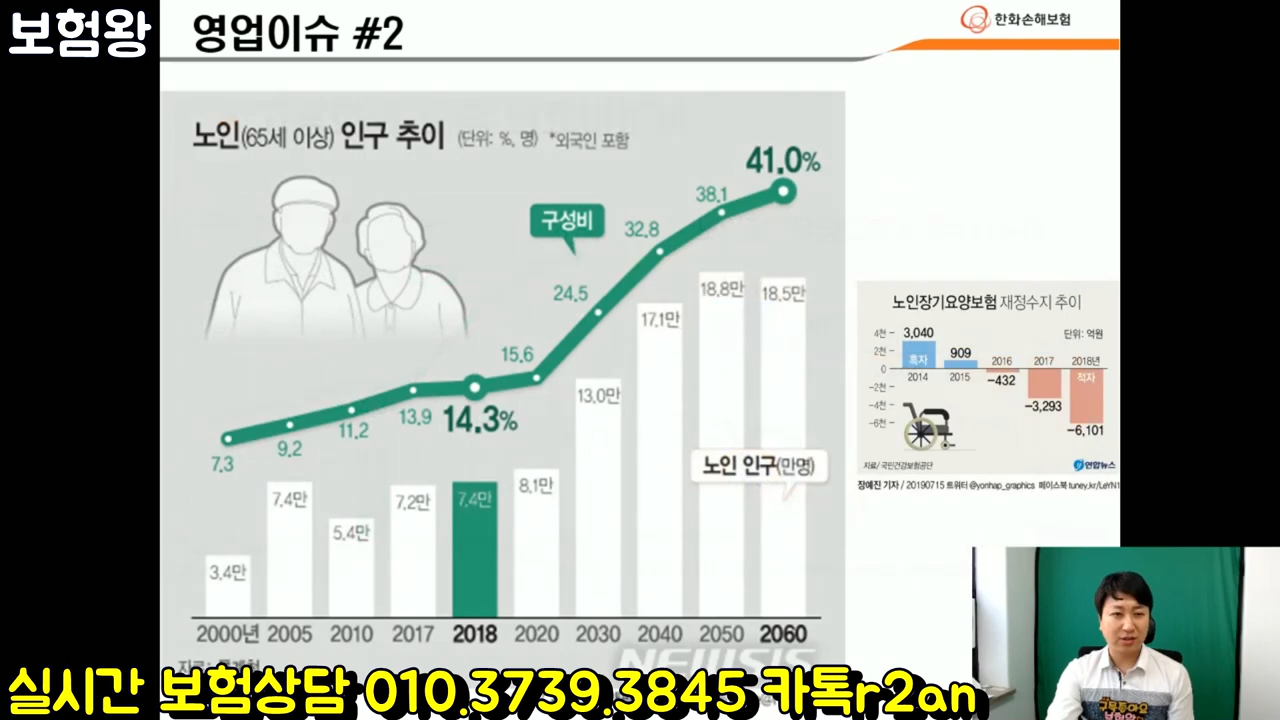 보험왕
영업이슈 #2
한화손해보험
노인(65세 이상) 인구 추이 (단위: %, 명) *외국인 포함
41.0%
38.1
구성비
32.8
24.5
15.6
14.3%
13.9
11.2
9.2
7.3
18.8만
18.5만
17.1만
13.0만
노인 인구(만명)
8.1만
7.4만
7.2만
7.4만
5.4만
3.4만
2000년 2005 2010 2017 2018 2020 2030 2040 2050 2060
NEWSIS
노인장기요양보험 재정수지 추이
단위: 억원
4천
2천
0
-2천
-4천
-6천
3,040
흑자
909
2014 2015 2016 2017 2018년
적자
-432
-3,293
-6,101
자료/ 국민건강보험공단
연합뉴스
장예진 기자 / 20190715 트위터 @yonhap_graphics 페이스북 tuney.kr/LeYN1
실시간 보험상담 010.3739.3845 카톡r2an